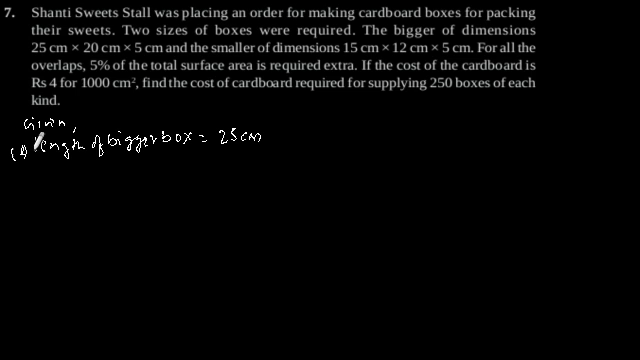 7. Shanti Sweets Stall was placing an order for making cardboard boxes for packing
their sweets. Two sizes of boxes were required. The bigger of dimensions
25 cm × 20 cm × 5 cm and the smaller of dimensions 15 cm × 12 cm × 5 cm. For all the
overlaps, 5% of the total surface area is required extra. If the cost of the cardboard is
Rs 4 for 1000 cm², find the cost of cardboard required for supplying 250 boxes of each
kind.
Given,
length of bigger box = 25 cm